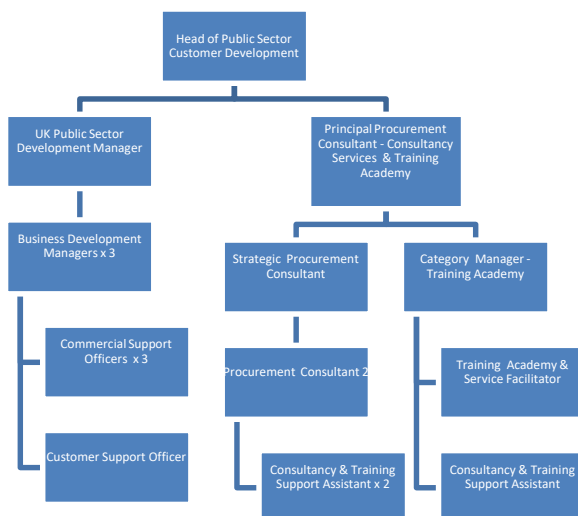 Head of Public Sector
Customer Development
UK Public Sector
Development Manager
Principal Procurement
Consultant - Consultancy
Services & Training
Academy
Business Development
Managers x 3
Strategic Procurement
Consultant
Category Manager -
Training Academy
Commercial Support
Officers x 3
Procurement Consultant 2
Training Academy &
Service Facilitator
Customer Support Officer
Consultancy & Training
Support Assistant x 2
Consultancy & Training
Support Assistant